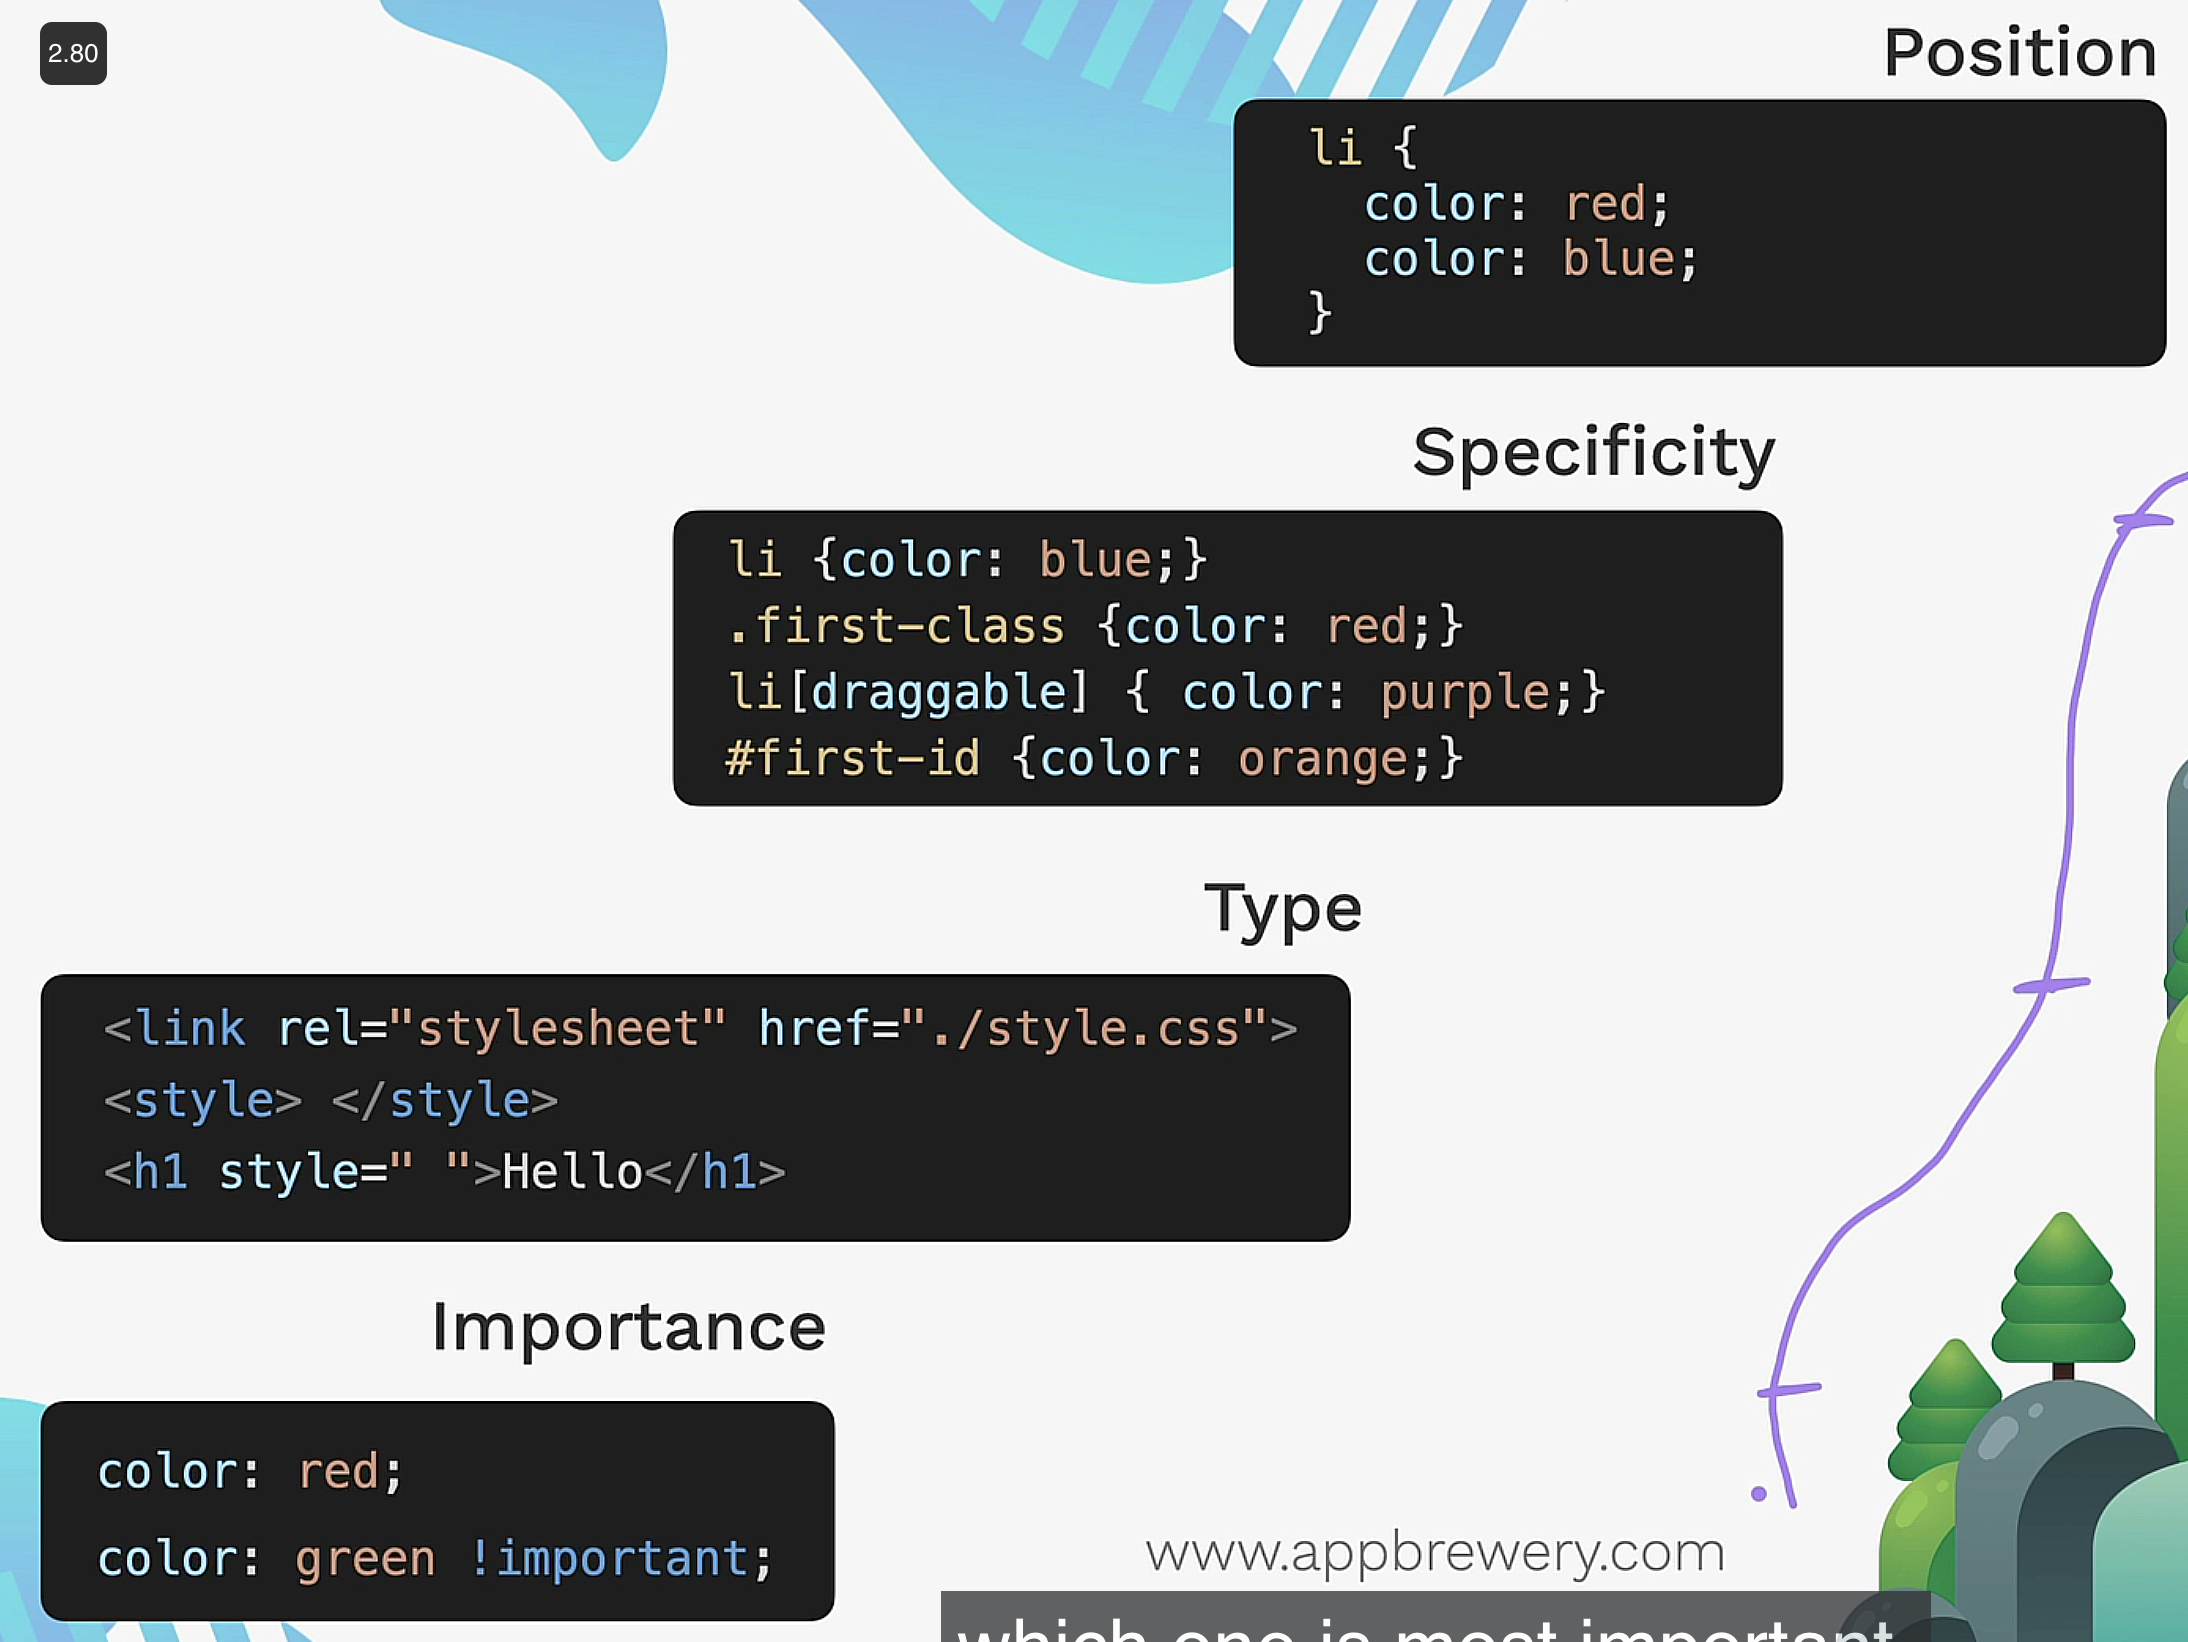 2.80
Position
li {
color: red;
color: blue;
}
Specificity
li {color: blue;}
.first-class {color: red;}
li[draggable] { color: purple;}
#first-id {color: orange;}
Type
<link rel="stylesheet" href="./style.css">
<style> </style>
<h1 style=" ">Hello</h1>
Importance
color: red;
color: green !important;
www.appbrewery.com
which one is most important